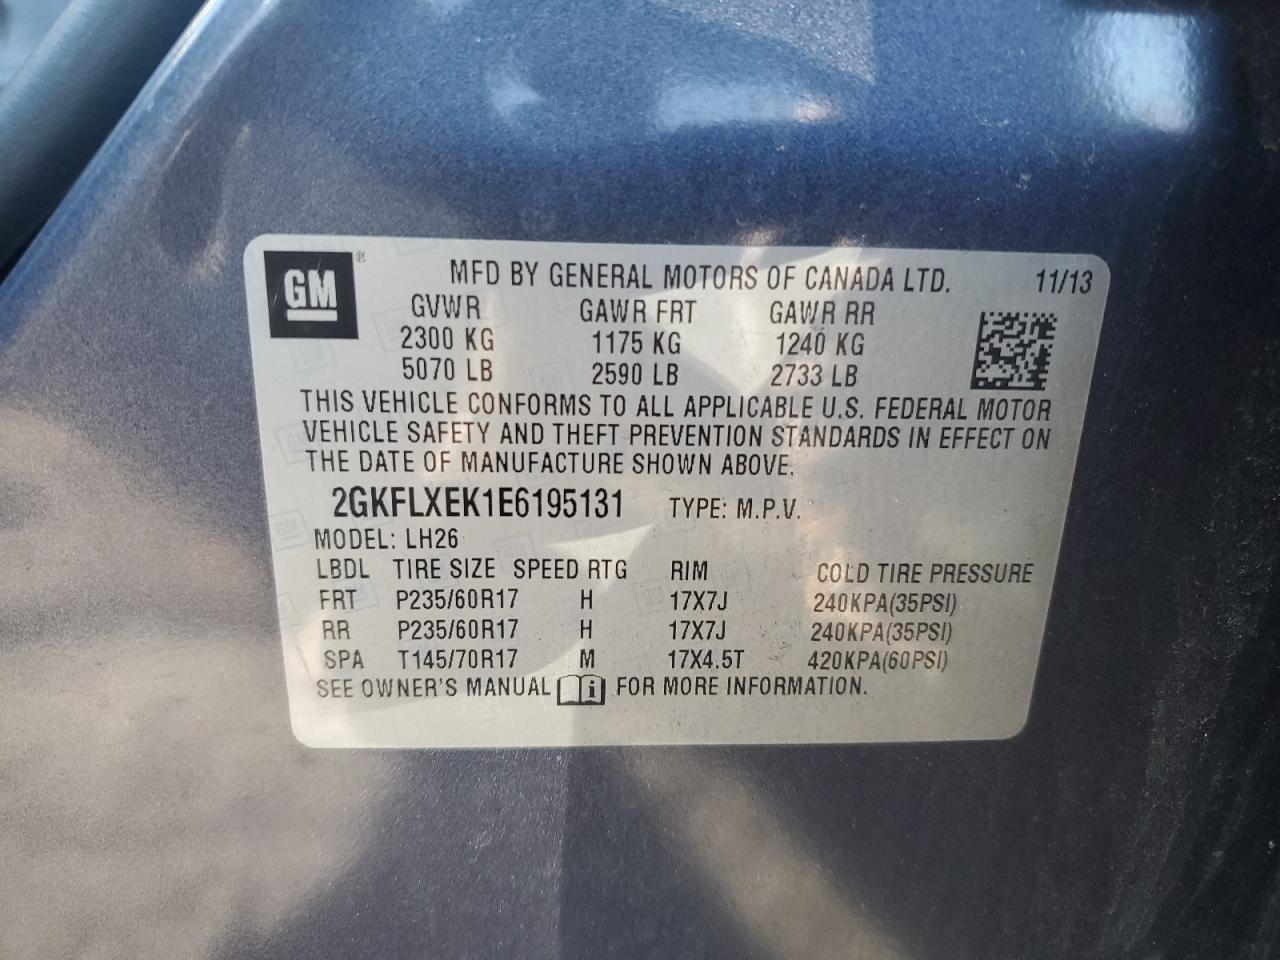 GM ® MFD BY GENERAL MOTORS OF CANADA LTD. 11/13
GVWR GAWR FRT GAWR RR
2300 KG 1175 KG 1240 KG
5070 LB 2590 LB 2733 LB
THIS VEHICLE CONFORMS TO ALL APPLICABLE U.S. FEDERAL MOTOR
VEHICLE SAFETY AND THEFT PREVENTION STANDARDS IN EFFECT ON
THE DATE OF MANUFACTURE SHOWN ABOVE.
2GKFLXEK1E6195131 TYPE: M.P.V.
MODEL: LH26
LBDL TIRE SIZE SPEED RTG RIM COLD TIRE PRESSURE
FRT P235/60R17 H 17X7J 240KPA(35PSI)
RR P235/60R17 H 17X7J 240KPA(35PSI)
SPA T145/70R17 M 17X4.5T 420KPA(60PSI)
SEE OWNER'S MANUAL i FOR MORE INFORMATION.